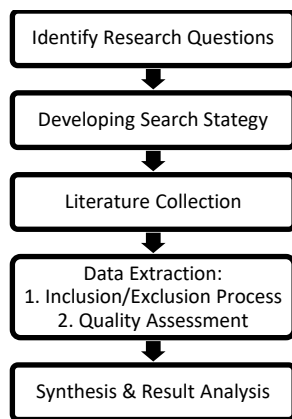 Identify Research Questions
Developing Search Stategy
Literature Collection
Data Extraction:
1. Inclusion/Exclusion Process
2. Quality Assessment
Synthesis & Result Analysis